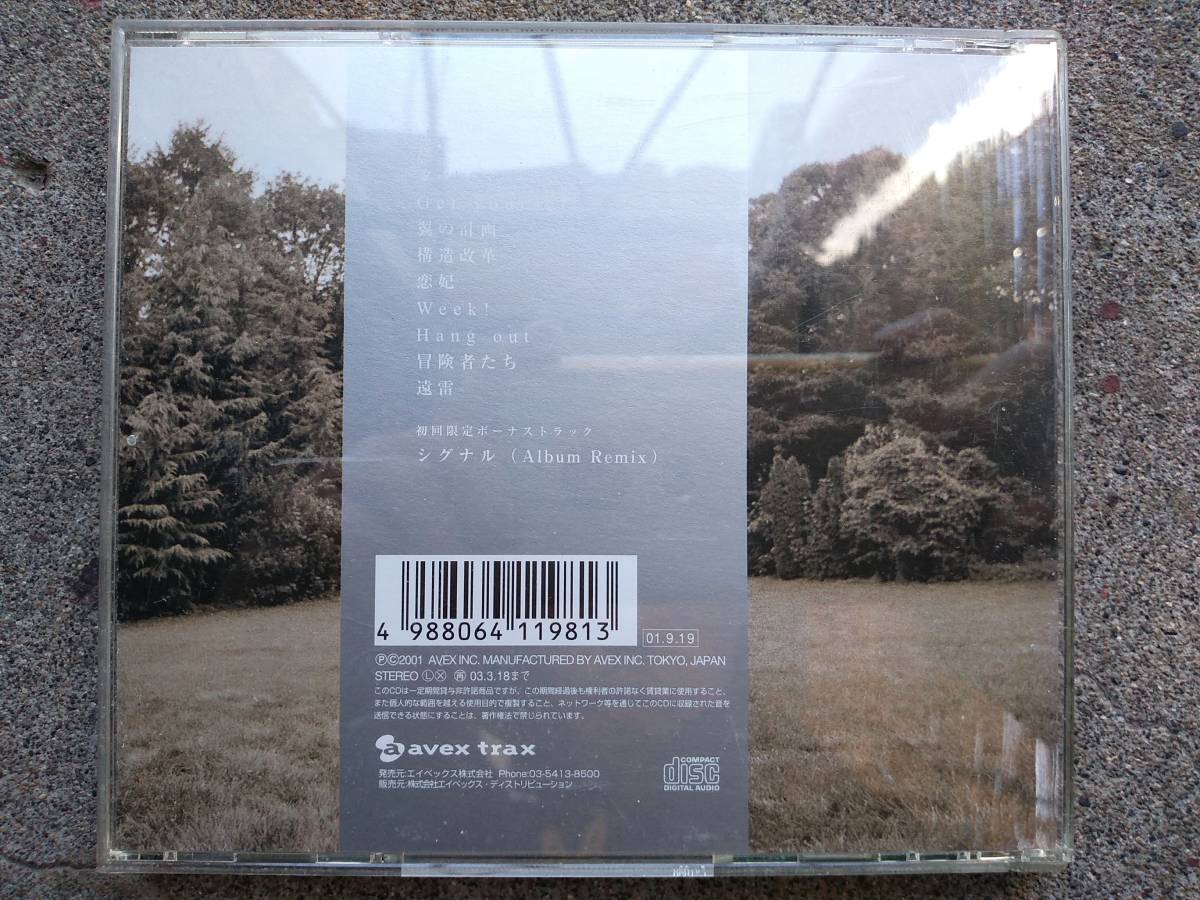 翼の計画
構造改革
恋妃
Week!
Hang out
冒険者たち
遠雷
初回限定ボーナストラック
シグナル（Album Remix）
4 988064 119813
01.9.19
ⓅⒸ2001 AVEX INC. MANUFACTURED BY AVEX INC. TOKYO, JAPAN
STEREO Ⓛ Ⓧ 再 03.3.18まで
このCDは一定期間貸与非許諾商品ですが、この期間経過後も権利者の許諾なく賃貸業に使用すること、
また個人的な範囲を越える使用目的で複製すること、ネットワーク等を通じてこのCDに収録された音を
送信できる状態にすることは、著作権法で禁じられています。
a avex trax
発売元:エイベックス株式会社 Phone:03-5413-8500
販売元:株式会社エイベックス・ディストリビューション
COMPACT
disc
DIGITAL AUDIO